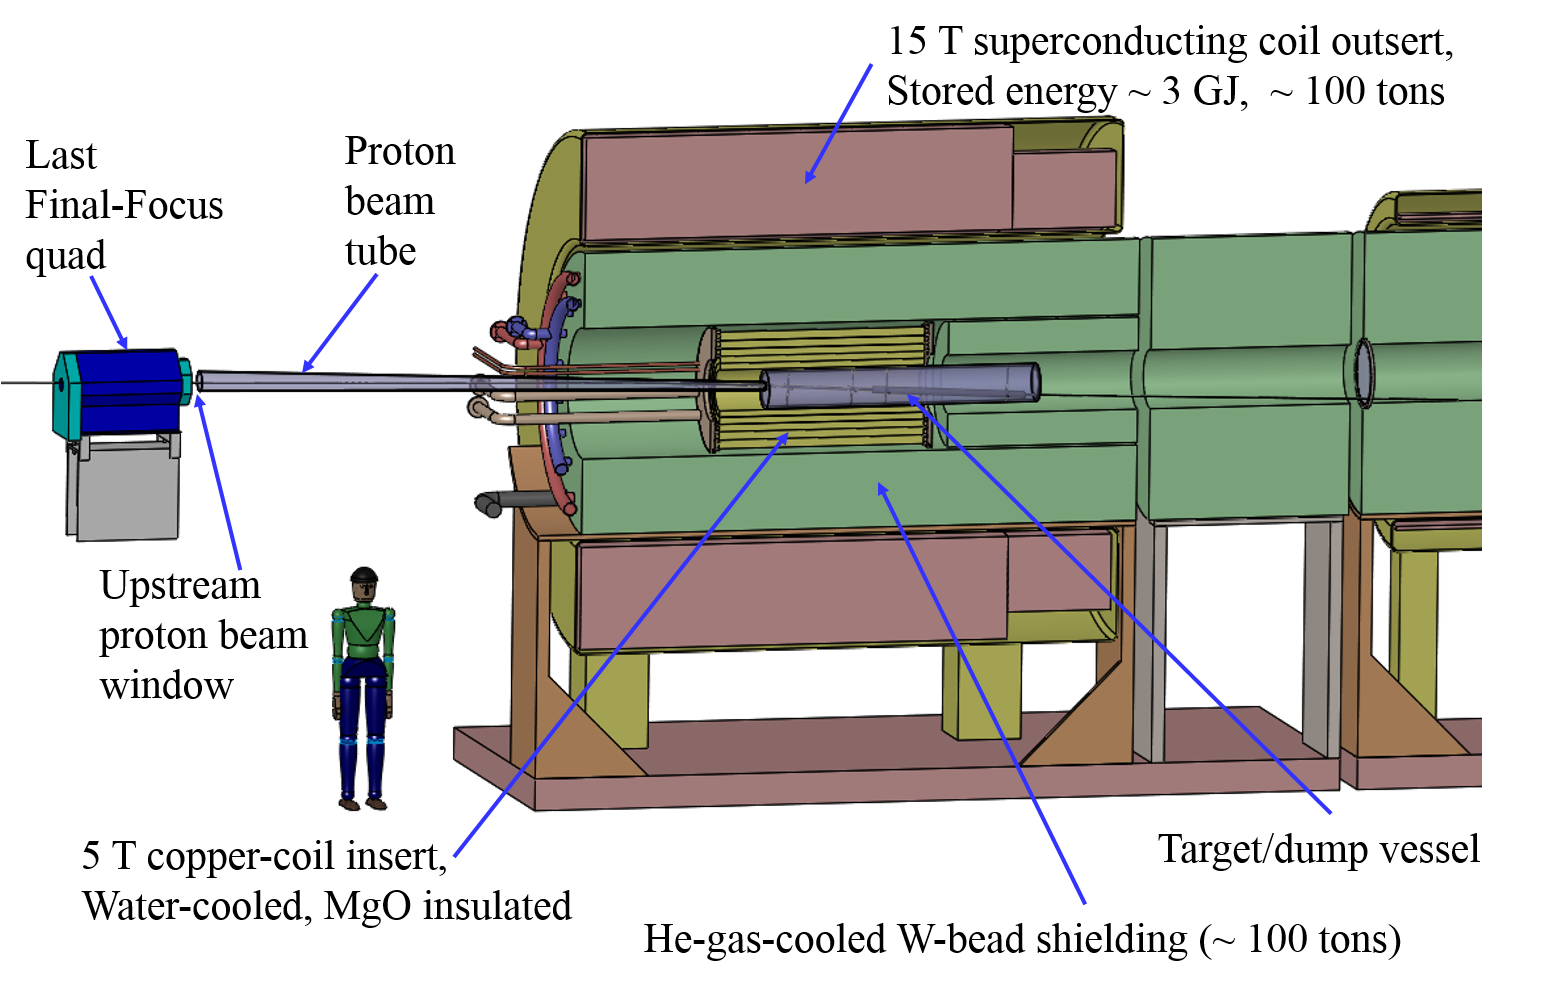 15 T superconducting coil outsert,
Stored energy ~ 3 GJ,  ~ 100 tons
Last
Final-Focus
quad
Proton
beam
tube
Upstream
proton beam
window
5 T copper-coil insert,
Water-cooled, MgO insulated
Target/dump vessel
He-gas-cooled W-bead shielding (~ 100 tons)